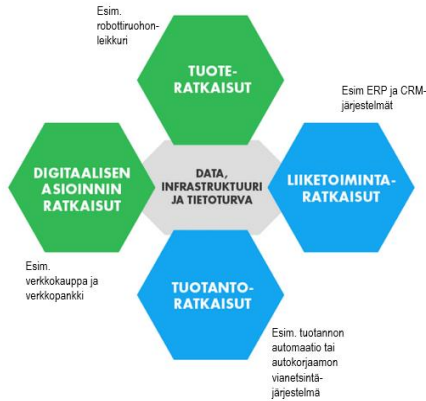 Esim.
robottiruohon-
leikkuri
TUOTE-
RATKAISUT
Esim ERP ja CRM-
järjestelmät
DIGITAALISEN
ASIOINNIN
RATKAISUT
DATA,
INFRASTRUKTUURI
JA TIETOTURVA
LIIKETOIMINTA-
RATKAISUT
Esim.
verkkokauppa ja
verkkopankki
TUOTANTO-
RATKAISUT
Esim. tuotannon
automaatio tai
autokorjaamon
vianetsintä-
järjestelmä